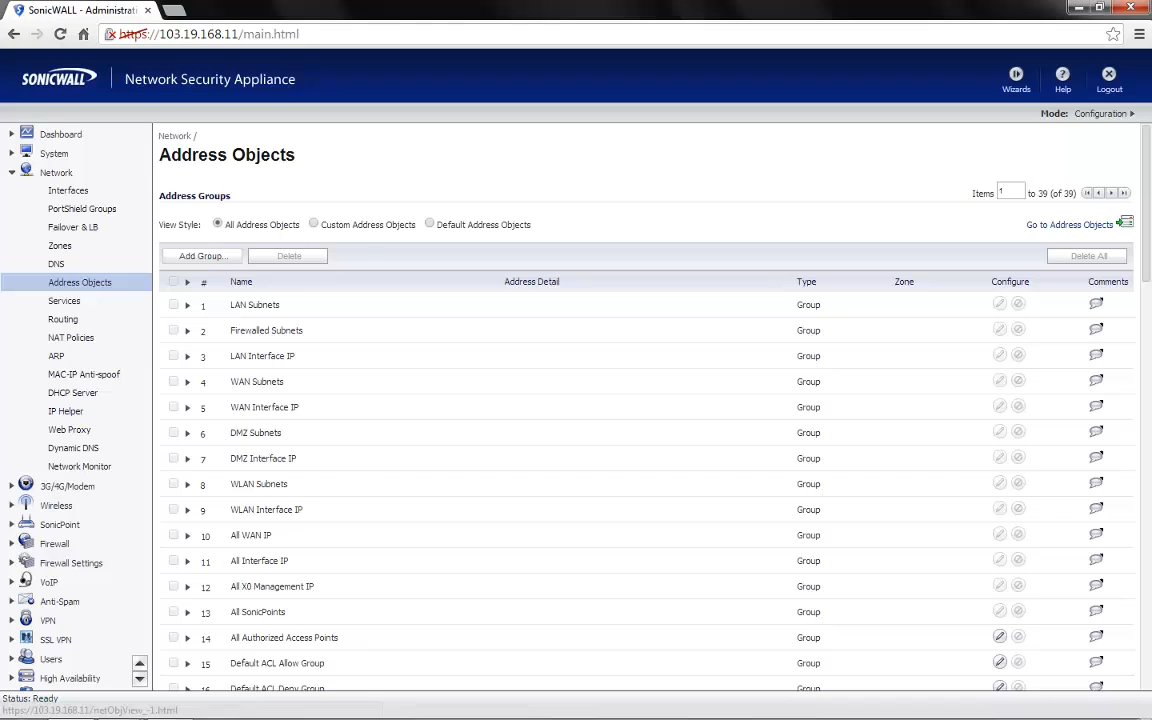 SonicWALL - Administrati
https://103.19.168.11/main.html
SONICWALL
Network Security Appliance
Wizards
Help
Logout
Mode: Configuration
Dashboard
System
Network
Interfaces
PortShield Groups
Failover & LB
Zones
DNS
Address Objects
Services
Routing
NAT Policies
ARP
MAC-IP Anti-spoof
DHCP Server
IP Helper
Web Proxy
Dynamic DNS
Network Monitor
3G/4G/Modem
Wireless
SonicPoint
Firewall
Firewall Settings
VoIP
Anti-Spam
VPN
SSL VPN
Users
High Availability
Network /
Address Objects
Address Groups
Items 1 to 39 (of 39)
View Style: All Address Objects Custom Address Objects Default Address Objects
Go to Address Objects
Add Group... Delete Delete All
# Name Address Detail Type Zone Configure Comments
1 LAN Subnets Group
2 Firewalled Subnets Group
3 LAN Interface IP Group
4 WAN Subnets Group
5 WAN Interface IP Group
6 DMZ Subnets Group
7 DMZ Interface IP Group
8 WLAN Subnets Group
9 WLAN Interface IP Group
10 All WAN IP Group
11 All Interface IP Group
12 All X0 Management IP Group
13 All SonicPoints Group
14 All Authorized Access Points Group
15 Default ACL Allow Group Group
16 Default ACL Deny Group Group
Status: Ready
https://103.19.168.11/netObjView_-1.html